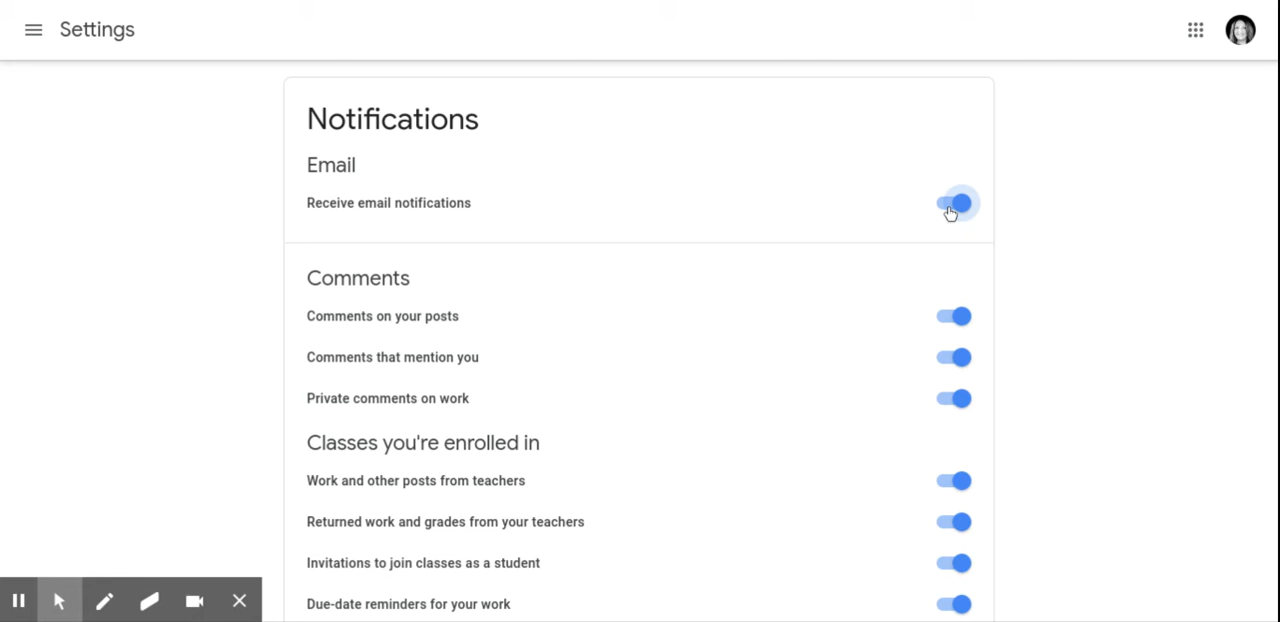 Settings
Notifications
Email
Receive email notifications
Comments
Comments on your posts
Comments that mention you
Private comments on work
Classes you're enrolled in
Work and other posts from teachers
Returned work and grades from your teachers
Invitations to join classes as a student
Due-date reminders for your work